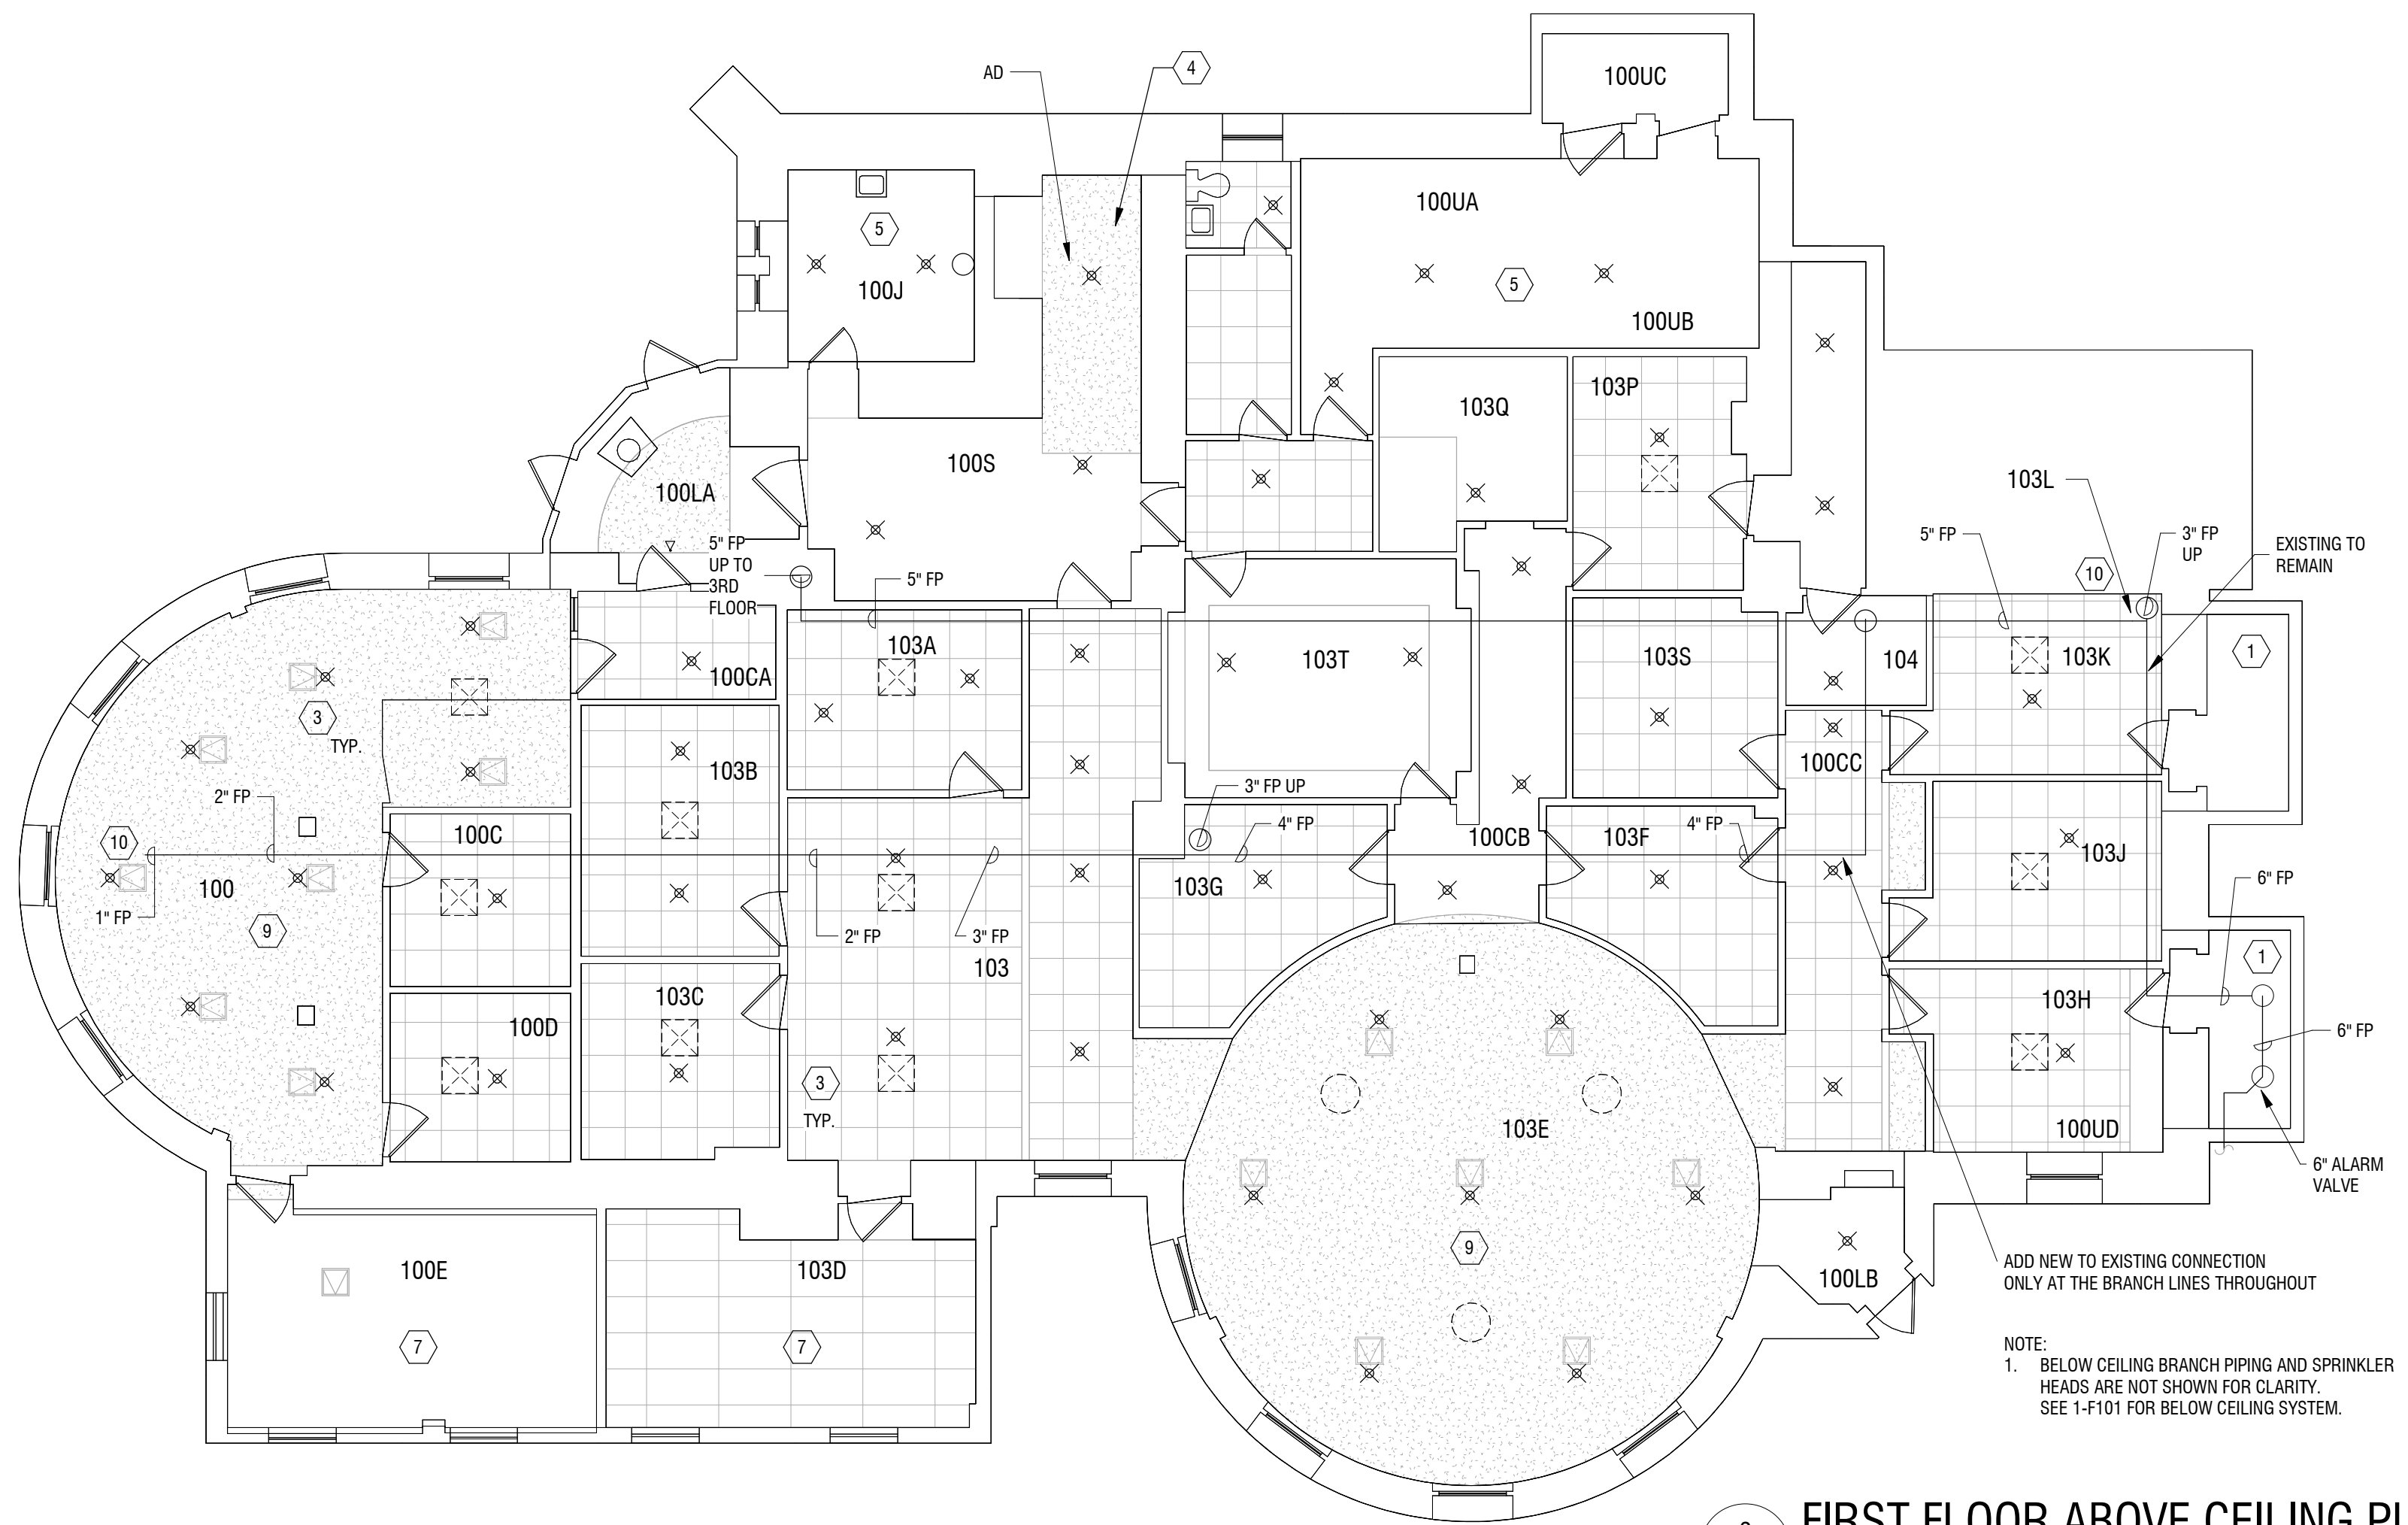 100UC
AD
4
100UA
5
100J
5
100UB
103P
103Q
100S
103L
100LA
5" FP
UP TO
3RD
FLOOR
5" FP
5" FP
3" FP
UP
EXISTING TO
REMAIN
10
103A
103T
103S
104
103K
1
100CA
3
TYP.
103B
100CC
2" FP
3" FP UP
10
100C
4" FP
100CB
103F
4" FP
103J
100
103G
6" FP
1" FP
9
2" FP
3" FP
103
1
103C
103H
100D
6" FP
3
TYP.
103E
100UD
6" ALARM
VALVE
9
100E
103D
100LB
ADD NEW TO EXISTING CONNECTION
ONLY AT THE BRANCH LINES THROUGHOUT
7
7
NOTE:
1. BELOW CEILING BRANCH PIPING AND SPRINKLER
HEADS ARE NOT SHOWN FOR CLARITY.
SEE 1-F101 FOR BELOW CEILING SYSTEM.
FIRST FLOOR ABOVE CEILING